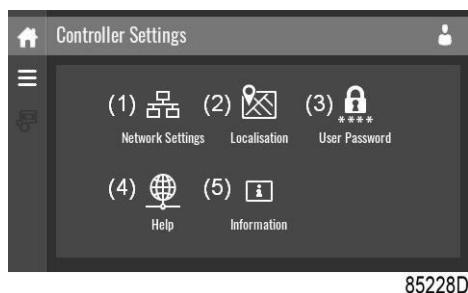 Controller Settings
(1) (2) (3)
****
Network Settings Localisation User Password
(4) (5) i
Help Information
85228D